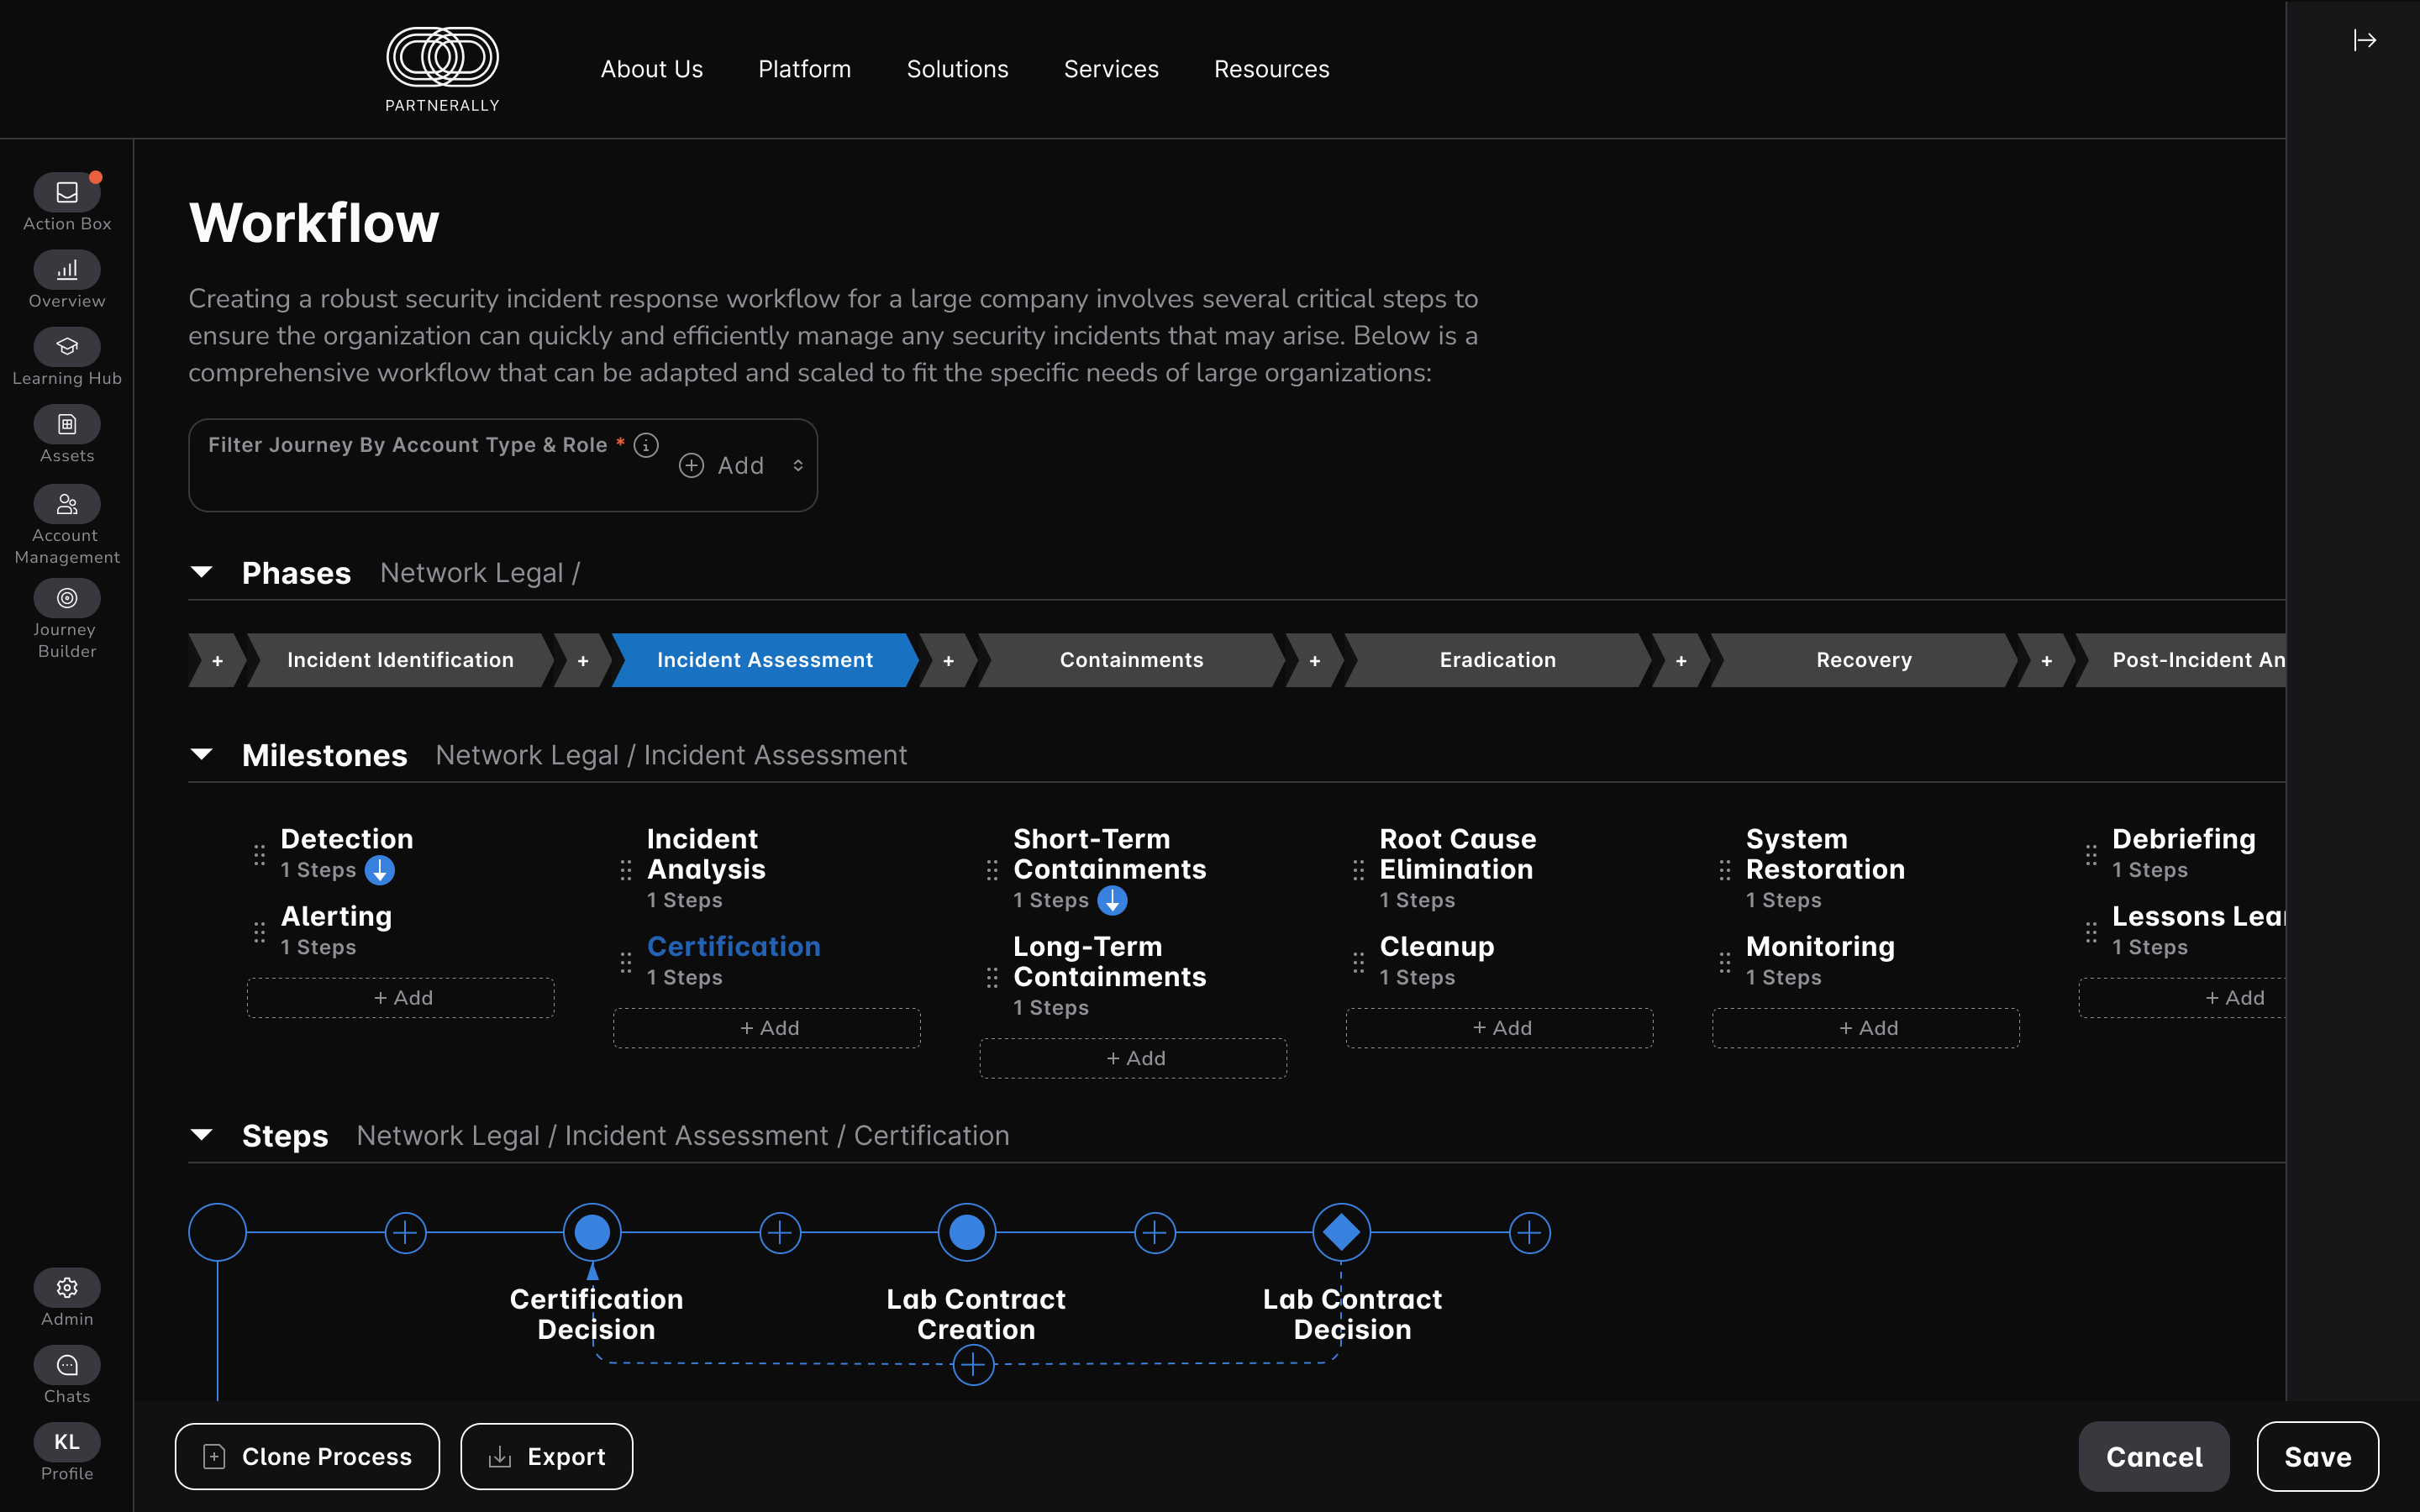 PARTNERALLY
About Us
Platform
Solutions
Services
Resources
Action Box
Overview
Learning Hub
Assets
Account
Management
Journey
Builder
Admin
Chats
KL
Profile
Workflow
Creating a robust security incident response workflow for a large company involves several critical steps to
ensure the organization can quickly and efficiently manage any security incidents that may arise. Below is a
comprehensive workflow that can be adapted and scaled to fit the specific needs of large organizations:
Filter Journey By Account Type & Role *
Add
Phases Network Legal /
+ Incident Identification + Incident Assessment + Containments + Eradication + Recovery + Post-Incident An
Milestones Network Legal / Incident Assessment
Detection
1 Steps
Alerting
1 Steps
+ Add
Incident
Analysis
1 Steps
Certification
1 Steps
+ Add
Short-Term
Containments
1 Steps
Long-Term
Containments
1 Steps
+ Add
Root Cause
Elimination
1 Steps
Cleanup
1 Steps
+ Add
System
Restoration
1 Steps
Monitoring
1 Steps
+ Add
Debriefing
1 Steps
Lessons Lear
1 Steps
+ Add
Steps Network Legal / Incident Assessment / Certification
Certification
Decision
Lab Contract
Creation
Lab Contract
Decision
Clone Process
Export
Cancel
Save